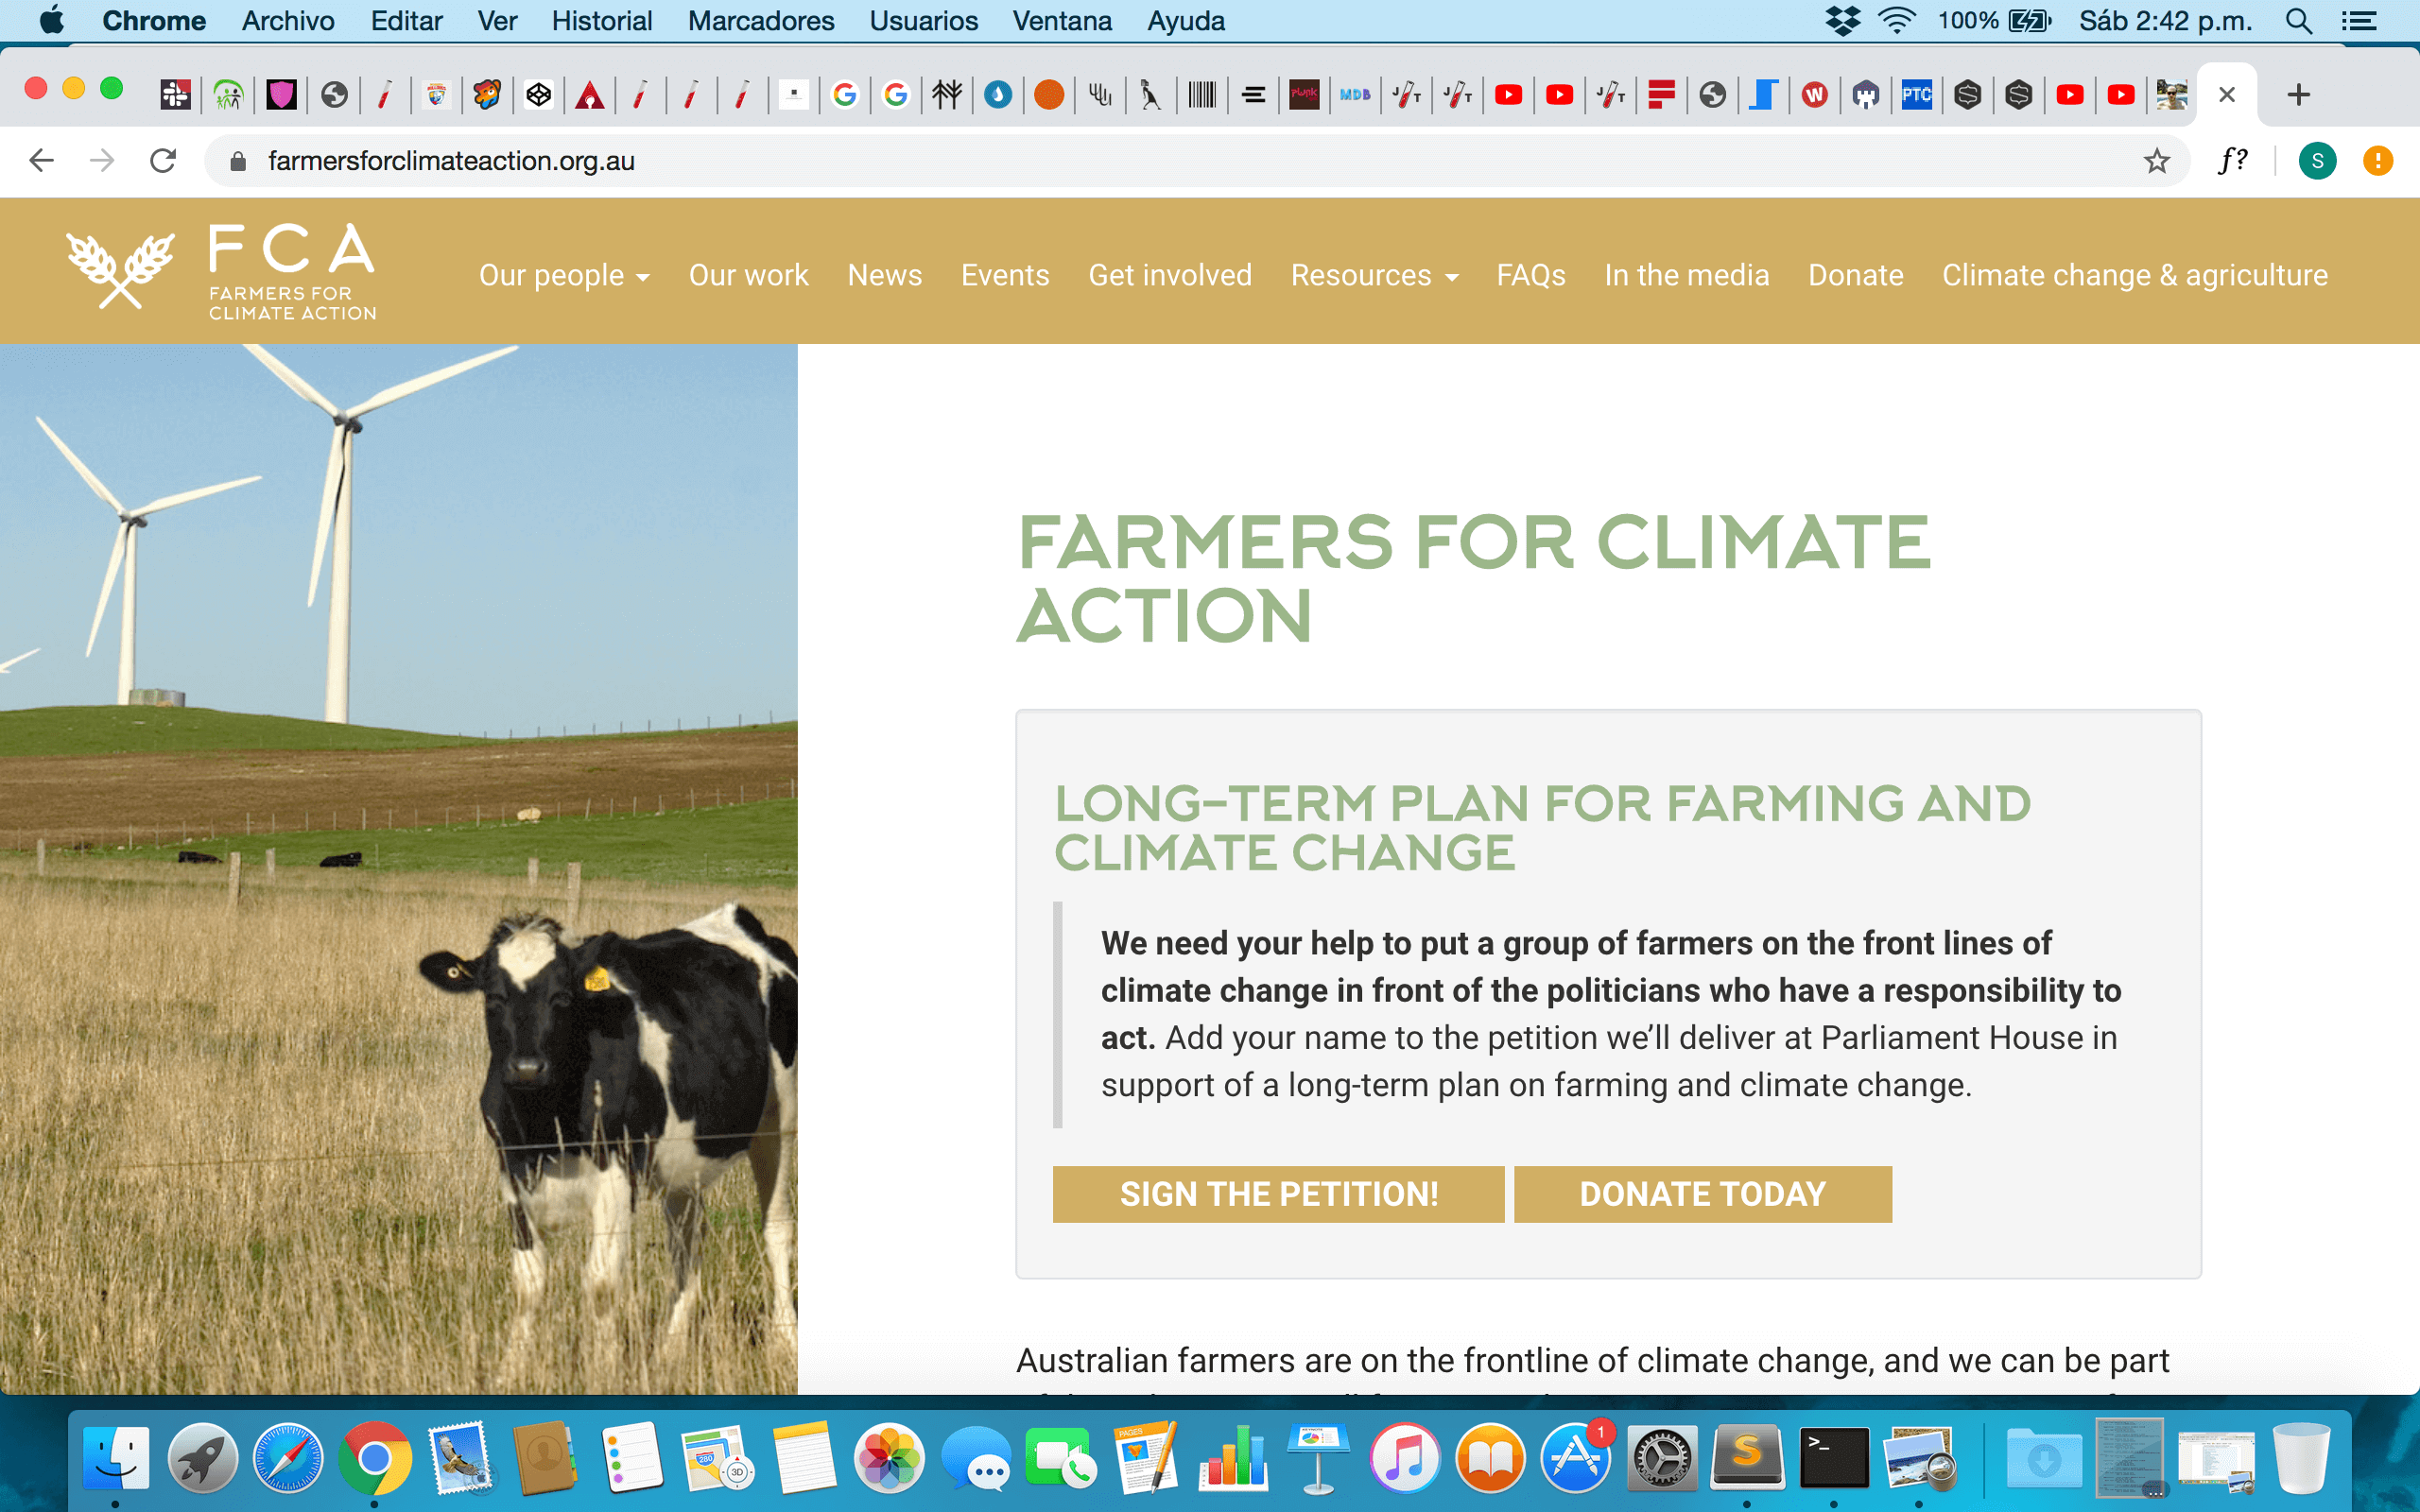 Chrome Archivo Editar Ver Historial Marcadores Usuarios Ventana Ayuda 100% Sáb 2:42 p.m.
MDB J T J T J T PTC
farmersforclimateaction.org.au f? S
FCA
FARMERS FOR
CLIMATE ACTION
Our people Our work News Events Get involved Resources FAQs In the media Donate Climate change & agriculture
FARMERS FOR CLIMATE
ACTION
LONG-TERM PLAN FOR FARMING AND
CLIMATE CHANGE
We need your help to put a group of farmers on the front lines of
climate change in front of the politicians who have a responsibility to
act. Add your name to the petition we’ll deliver at Parliament House in
support of a long-term plan on farming and climate change.
SIGN THE PETITION! DONATE TODAY
Australian farmers are on the frontline of climate change, and we can be part
280 3D PAGES 1 S >_